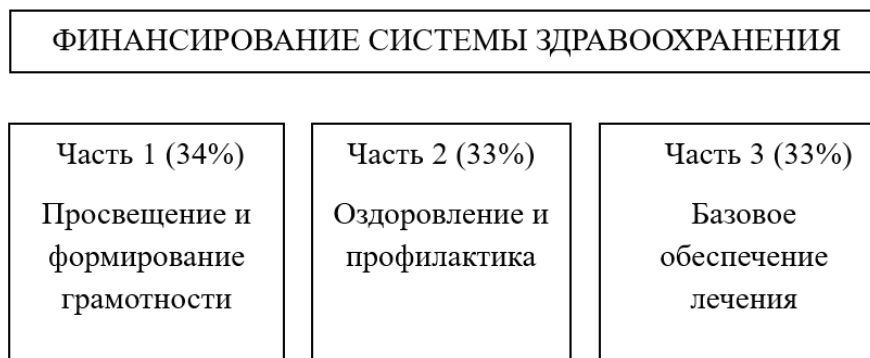 ФИНАНСИРОВАНИЕ СИСТЕМЫ ЗДРАВООХРАНЕНИЯ
Часть 1 (34%)
Просвещение и
формирование
грамотности
Часть 2 (33%)
Оздоровление и
профилактика
Часть 3 (33%)
Базовое
обеспечение
лечения